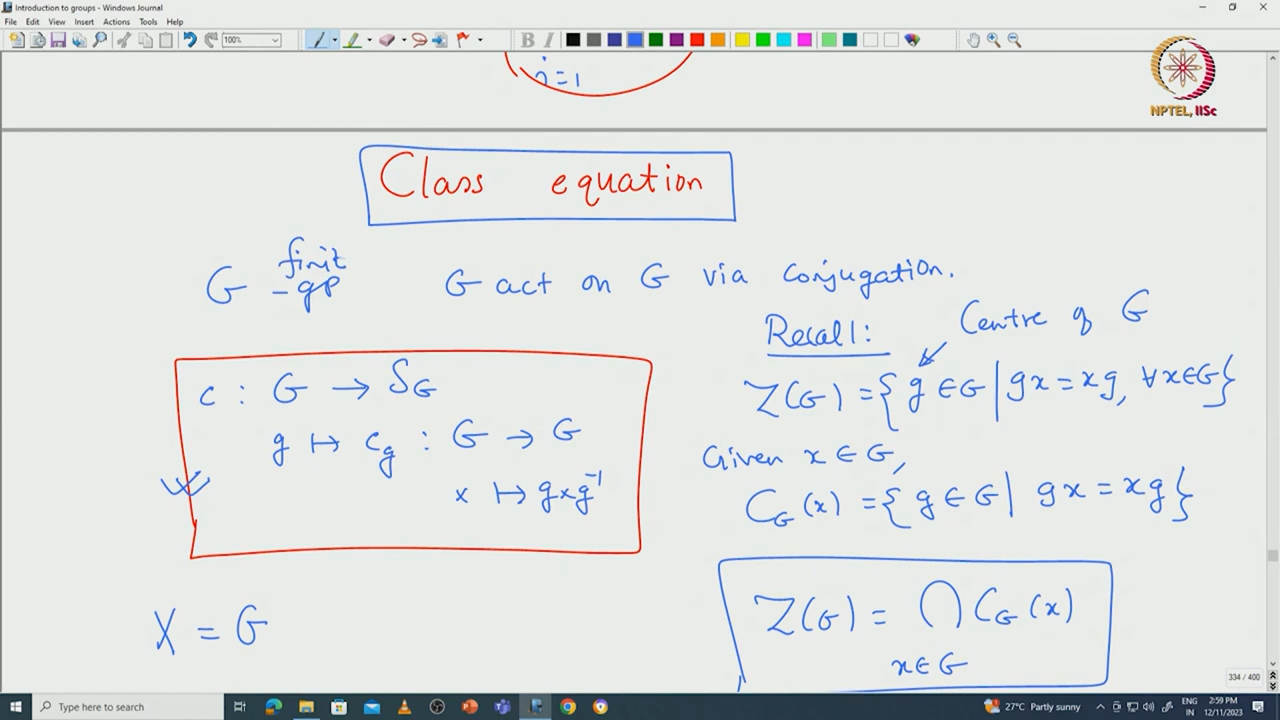 Introduction to groups - Windows Journal
File Edit View Insert Actions Tools Help
100%
B I
NPTEL, IISc
j=1
Class equation
G finit - gp G act on G via conjugation.
Recall: Centre of G
c : G → S_G
Z(G) = {g ∈ G | gx = xg, ∀x∈G}
g ↦ c_g : G → G
Given x ∈ G,
x ↦ gxg⁻¹
C_G(x) = {g ∈ G | gx = xg}
X = G
Z(G) = ⋂ C_G(x)
x∈G
334 / 400
Type here to search
27°C Partly sunny
ENG IN
2:59 PM
12/11/2023